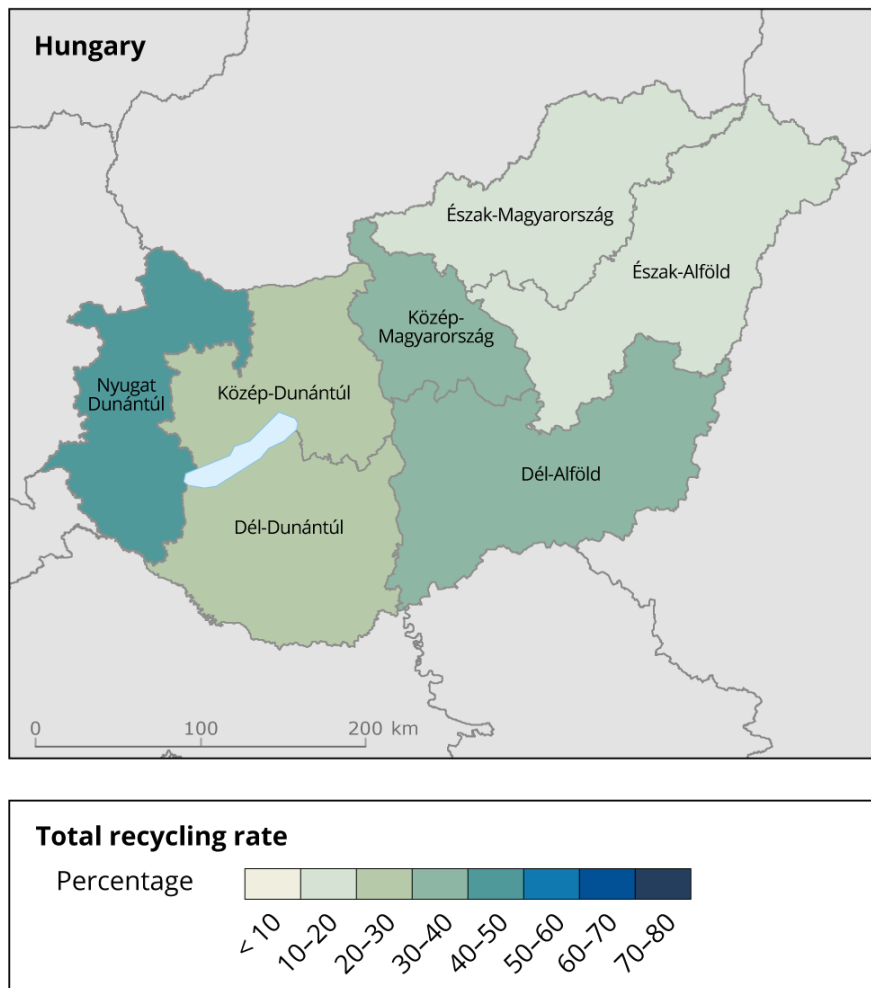 Hungary
Észak-Magyarország
Észak-Alföld
Közép-
Magyarország
Nyugat
Dunántúl
Közép-Dunántúl
Dél-Alföld
Dél-Dunántúl
0 100 200 km
Total recycling rate
Percentage
< 10 10–20 20–30 30–40 40–50 50–60 60–70 70–80